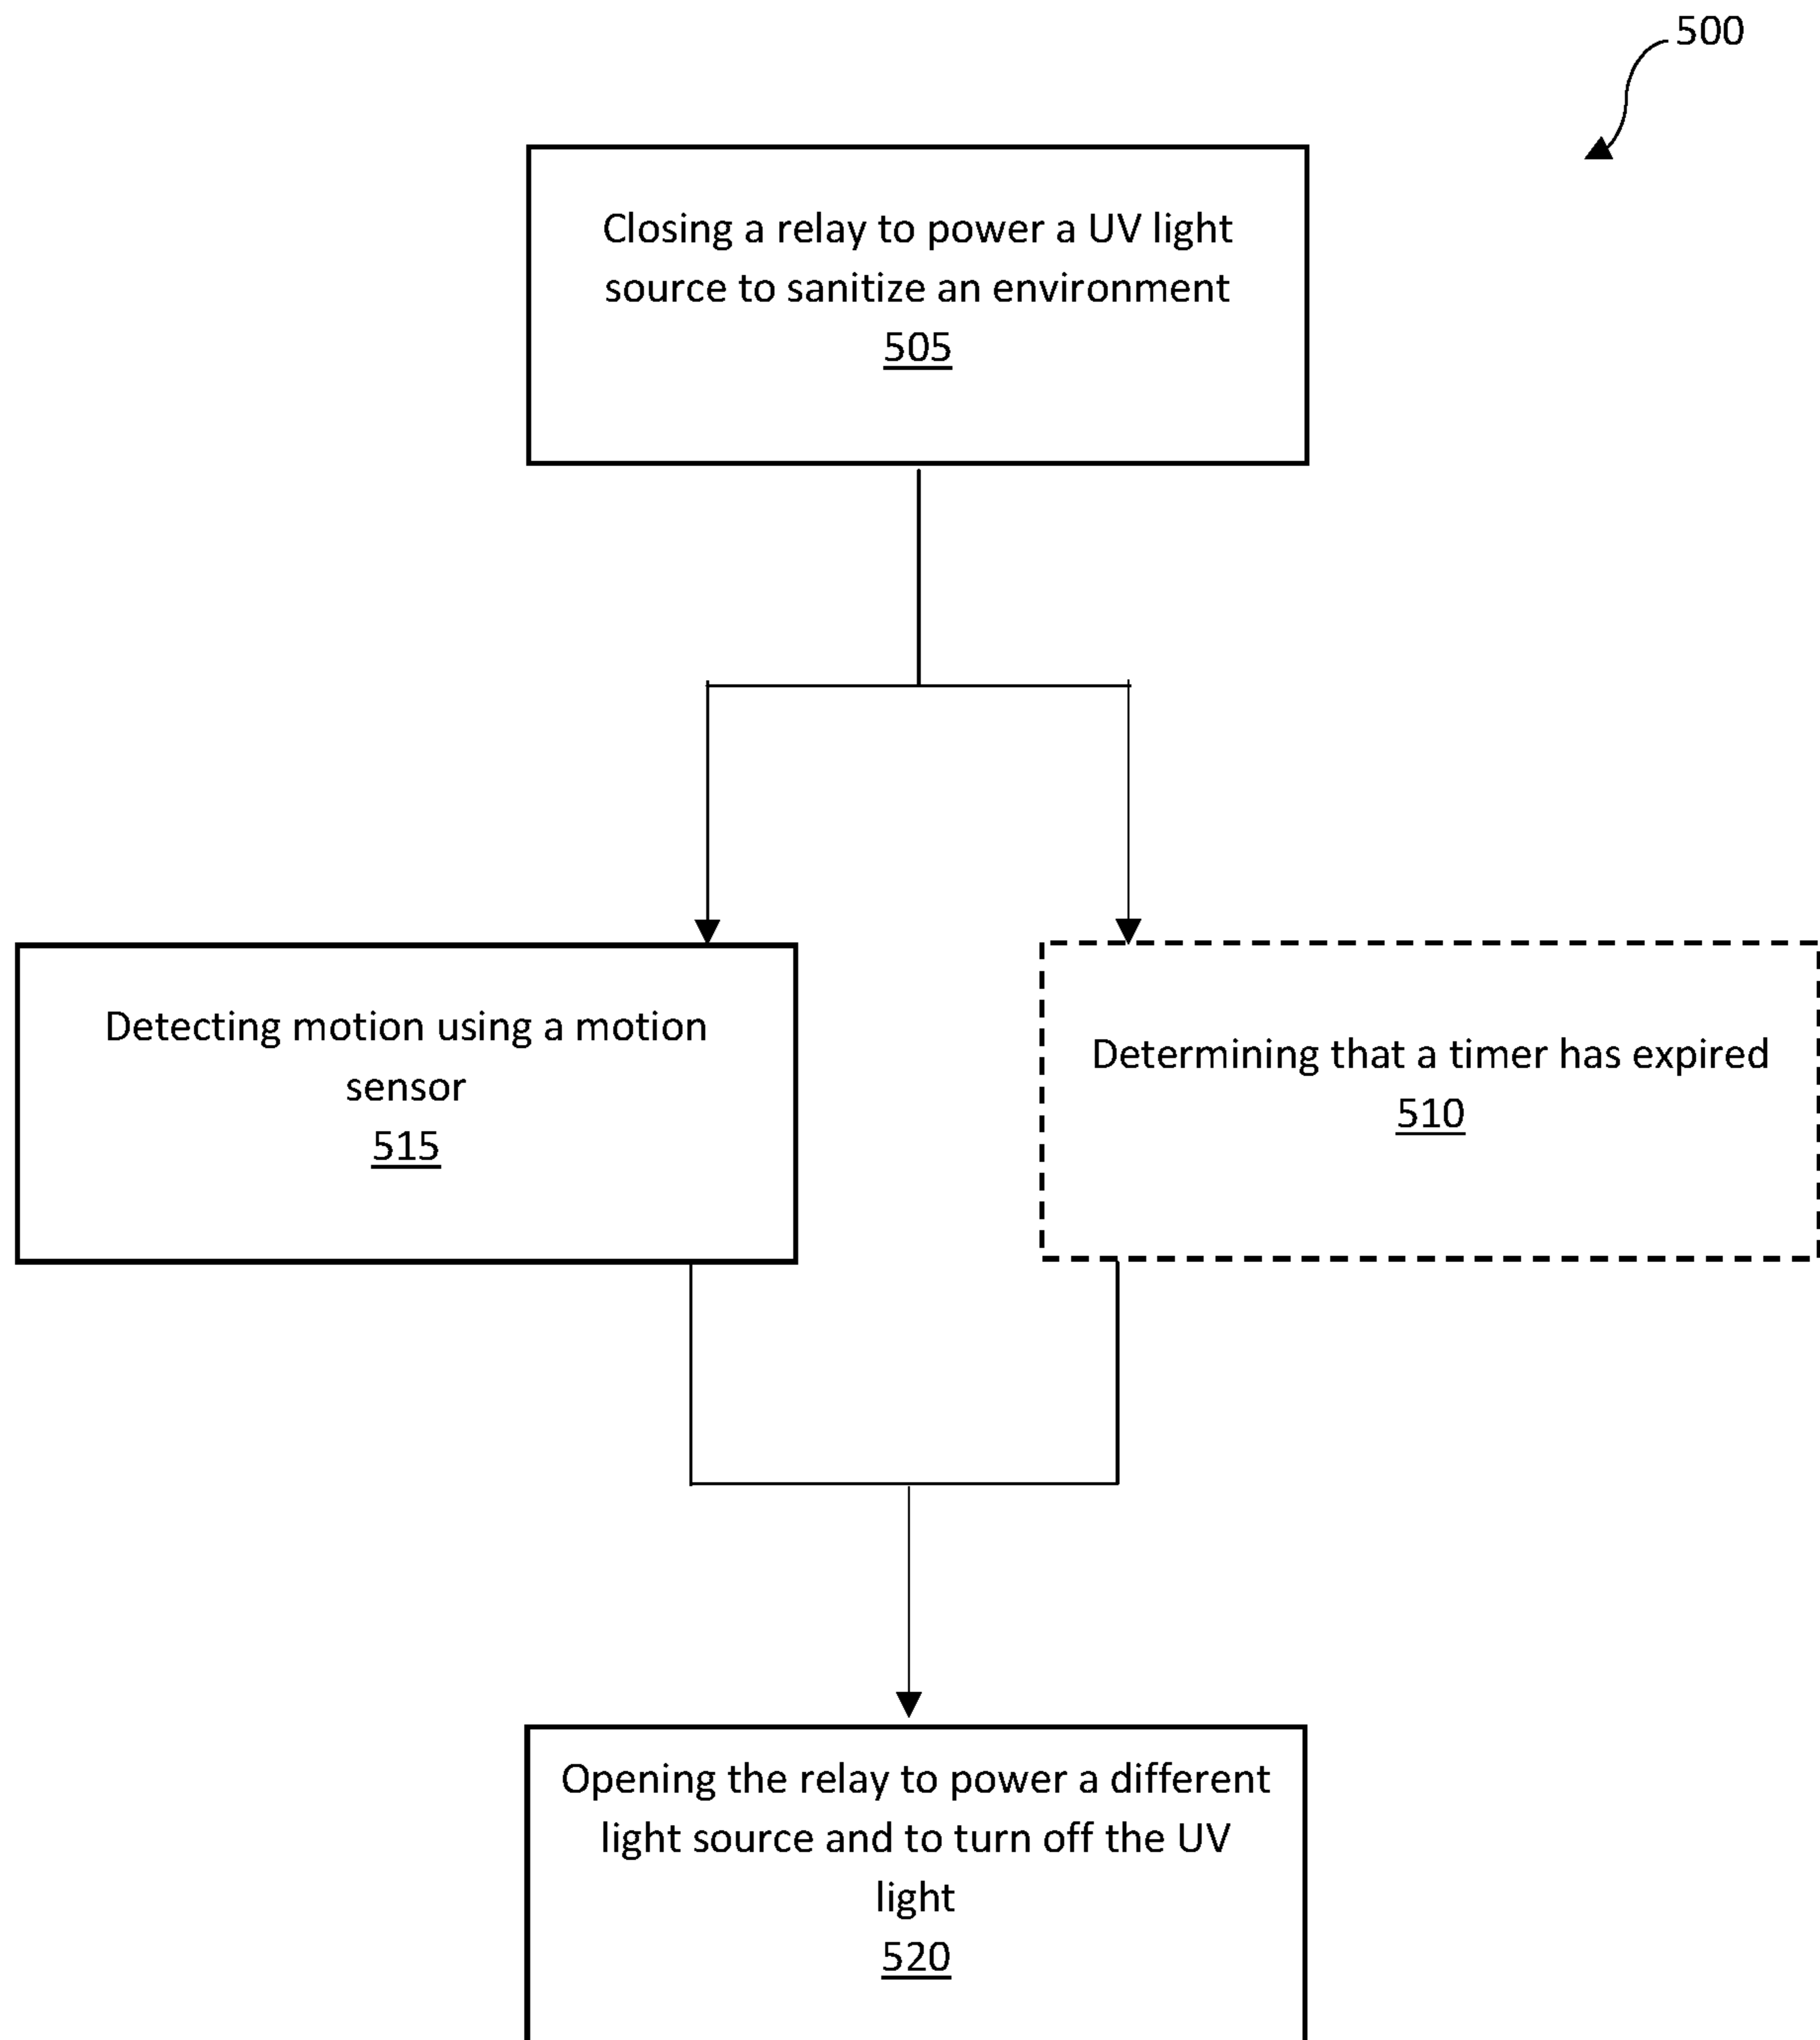 500
Closing a relay to power a UV light
source to sanitize an environment
505
Detecting motion using a motion
sensor
515
Determining that a timer has expired
510
Opening the relay to power a different
light source and to turn off the UV
light
520